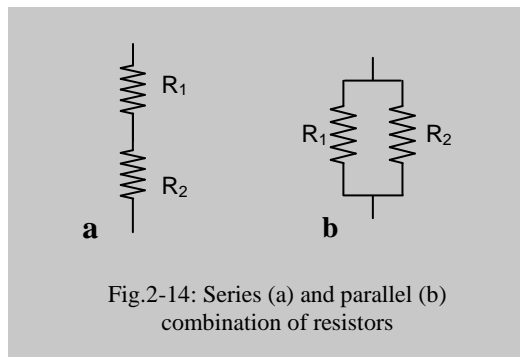 R₁
R₂
a
R₁
R₂
b
Fig.2-14: Series (a) and parallel (b)
combination of resistors